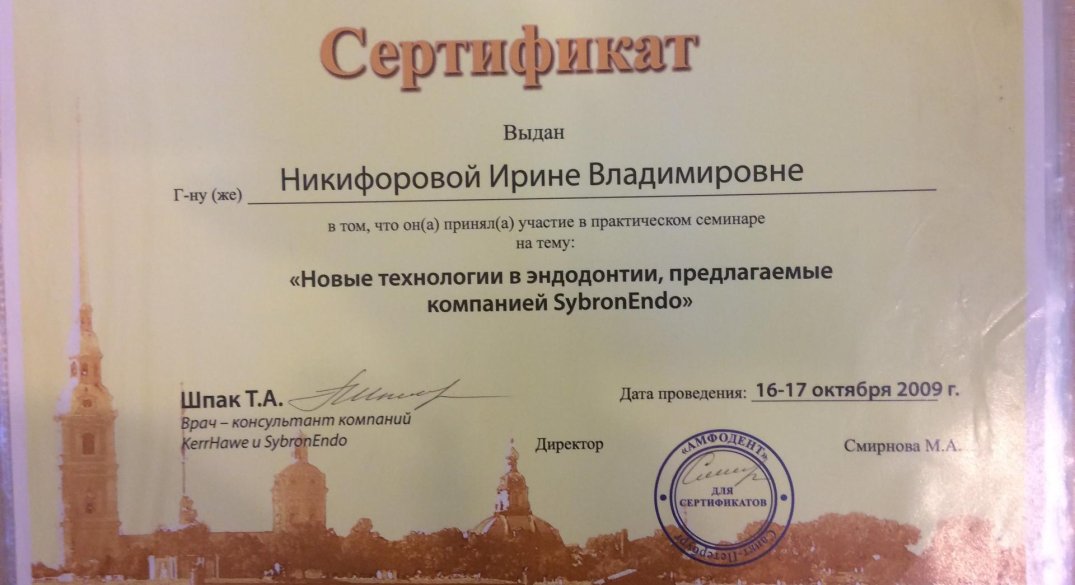 Сертификат
Выдан
Г-ну (же) Никифоровой Ирине Владимировне
в том, что он(а) принял(а) участие в практическом семинаре
на тему:
«Новые технологии в эндодонтии, предлагаемые
компанией SybronEndo»
Шпак Т.А.
Врач – консультант компаний
KerrHawe и SybronEndo
Дата проведения: 16-17 октября 2009 г.
Директор
Смирнова М.А.
«АМФОДЕНТ»
ДЛЯ
СЕРТИФИКАТОВ
Санкт-Петербург